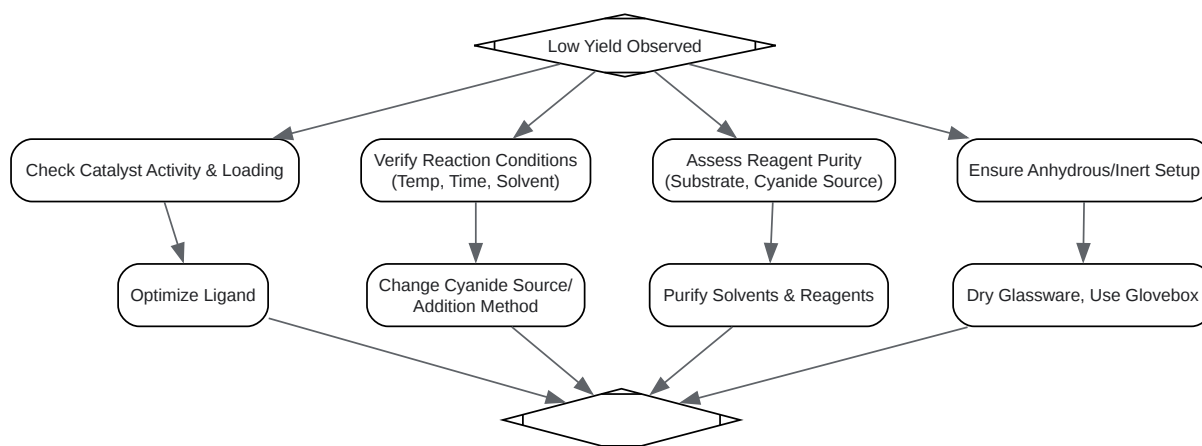 Low Yield Observed
Check Catalyst Activity & Loading
Verify Reaction Conditions
(Temp, Time, Solvent)
Assess Reagent Purity
(Substrate, Cyanide Source)
Ensure Anhydrous/Inert Setup
Optimize Ligand
Change Cyanide Source/
Addition Method
Purify Solvents & Reagents
Dry Glassware, Use Glovebox